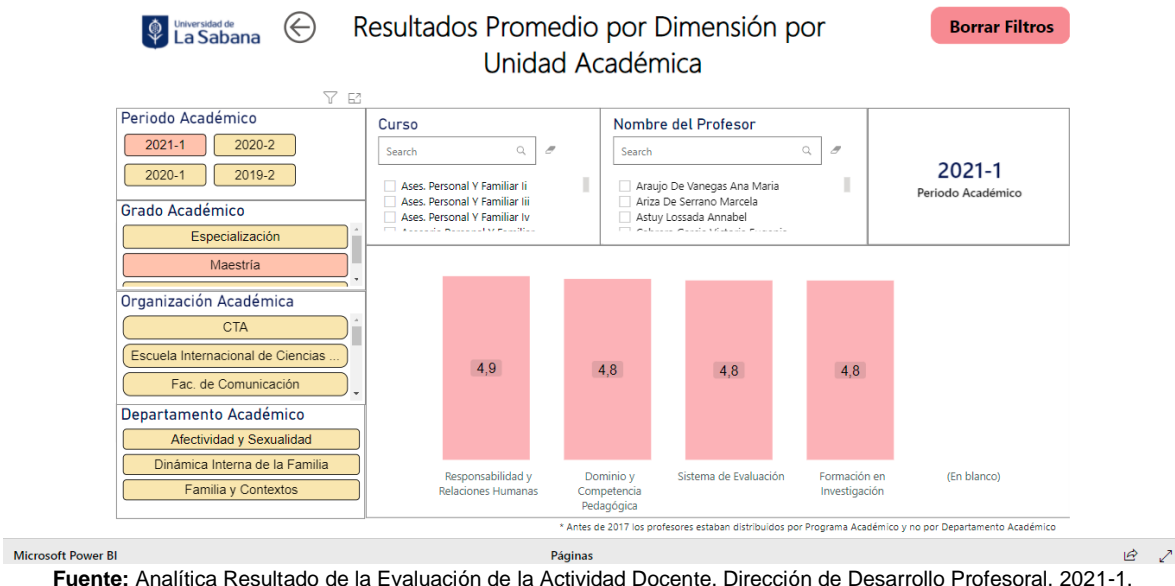 Universidad de
La Sabana
Resultados Promedio por Dimensión por
Unidad Académica
Borrar Filtros
Periodo Académico
2021-1
2020-2
2020-1
2019-2
Grado Académico
Especialización
Maestría
Organización Académica
CTA
Escuela Internacional de Ciencias ...
Fac. de Comunicación
Departamento Académico
Afectividad y Sexualidad
Dinámica Interna de la Familia
Familia y Contextos
Curso
Search
Ases. Personal Y Familiar Ii
Ases. Personal Y Familiar Iii
Ases. Personal Y Familiar Iv
Nombre del Profesor
Search
Araujo De Vanegas Ana Maria
Ariza De Serrano Marcela
Astuy Lossada Annabel
2021-1
Periodo Académico
4,9
4,8
4,8
4,8
Responsabilidad y
Relaciones Humanas
Dominio y
Competencia
Pedagógica
Sistema de Evaluación
Formación en
Investigación
(En blanco)
* Antes de 2017 los profesores estaban distribuidos por Programa Académico y no por Departamento Académico
Microsoft Power BI
Páginas
Fuente: Analítica Resultado de la Evaluación de la Actividad Docente. Dirección de Desarrollo Profesoral. 2021-1.